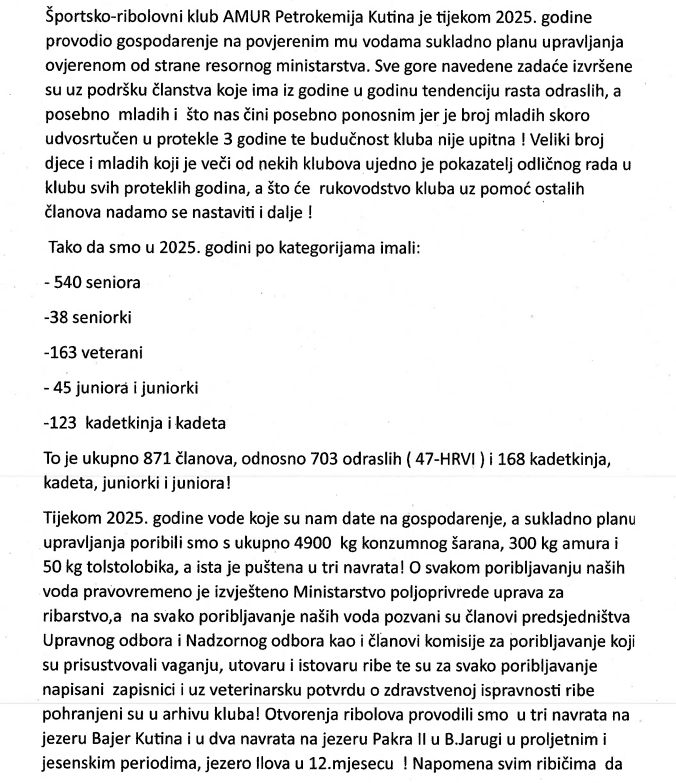 Športsko-ribolovni klub AMUR Petrokemija Kutina je tijekom 2025. godine
provodio gospodarenje na povjerenim mu vodama sukladno planu upravljanja
ovjerenom od strane resornog ministarstva. Sve gore navedene zadaće izvršene
su uz podršku članstva koje ima iz godine u godinu tendenciju rasta odraslih, a
posebno  mladih i  što nas čini posebno ponosnim jer je broj mladih skoro
udvosrtučen u protekle 3 godine te budučnost kluba nije upitna ! Veliki broj
djece i mladih koji je veči od nekih klubova ujedno je pokazatelj odličnog rada u
klubu svih proteklih godina, a što će  rukovodstvo kluba uz pomoć ostalih
članova nadamo se nastaviti i dalje !
Tako da smo u 2025. godini po kategorijama imali:
- 540 seniora
-38 seniorki
-163 veterani
- 45 juniora i juniorki
-123  kadetkinja i kadeta
To je ukupno 871 članova, odnosno 703 odraslih ( 47-HRVI ) i 168 kadetkinja,
kadeta, juniorki i juniora!
Tijekom 2025. godine vode koje su nam date na gospodarenje, a sukladno planu
upravljanja poribili smo s ukupno 4900  kg konzumnog šarana, 300 kg amura i
50 kg tolstolobika, a ista je puštena u tri navrata! O svakom poribljavanju naših
voda pravovremeno je izvješteno Ministarstvo poljoprivrede uprava za
ribarstvo,a  na svako poribljavanje naših voda pozvani su članovi predsjedništva
Upravnog odbora i Nadzornog odbora kao i članovi komisije za poribljavanje koji
su prisustvovali vaganju, utovaru i istovaru ribe te su za svako poribljavanje
napisani  zapisnici i uz veterinarsku potvrdu o zdravstvenoj ispravnosti ribe
pohranjeni su u arhivu kluba! Otvorenja ribolova provodili smo  u tri navrata na
jezeru Bajer Kutina i u dva navrata na jezeru Pakra II u B.Jarugi u proljetnim i
jesenskim periodima, jezero Ilova u 12.mjesecu  ! Napomena svim ribičima  da